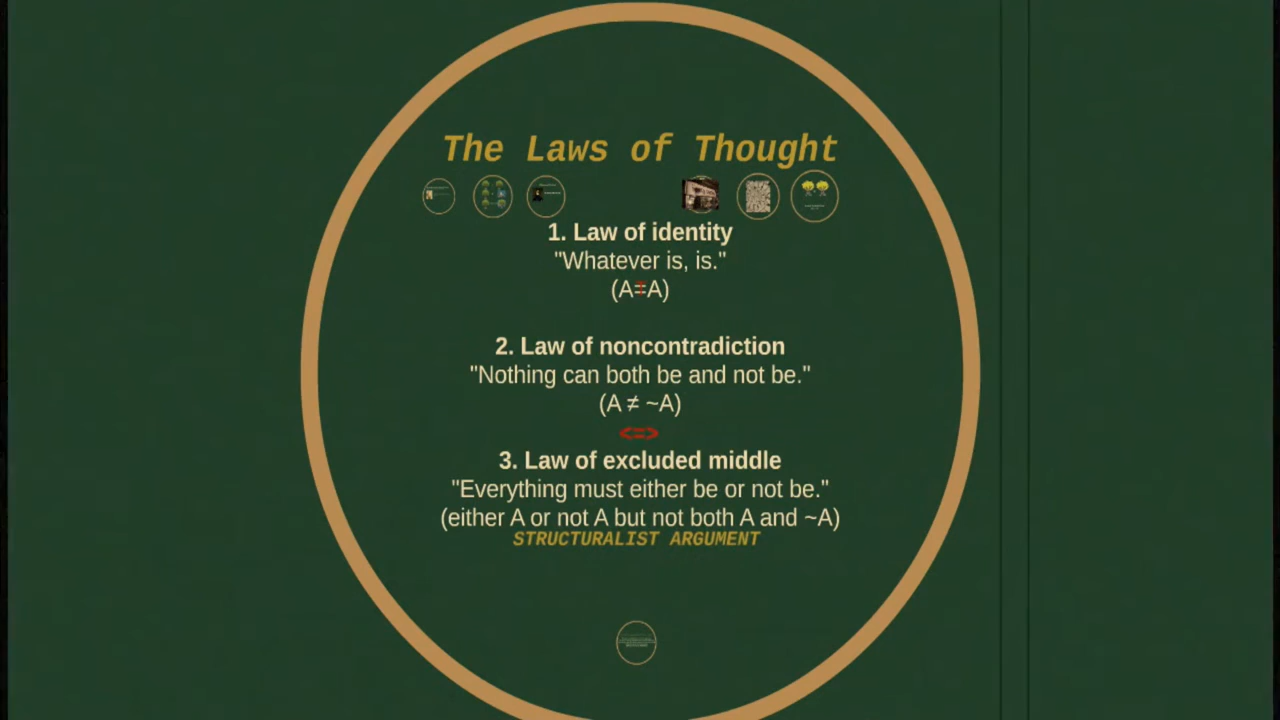 The Laws of Thought
1. Law of identity
"Whatever is, is."
(A=A)
2. Law of noncontradiction
"Nothing can both be and not be."
(A ≠ ~A)
<=>
3. Law of excluded middle
"Everything must either be or not be."
(either A or not A but not both A and ~A)
STRUCTURALIST ARGUMENT